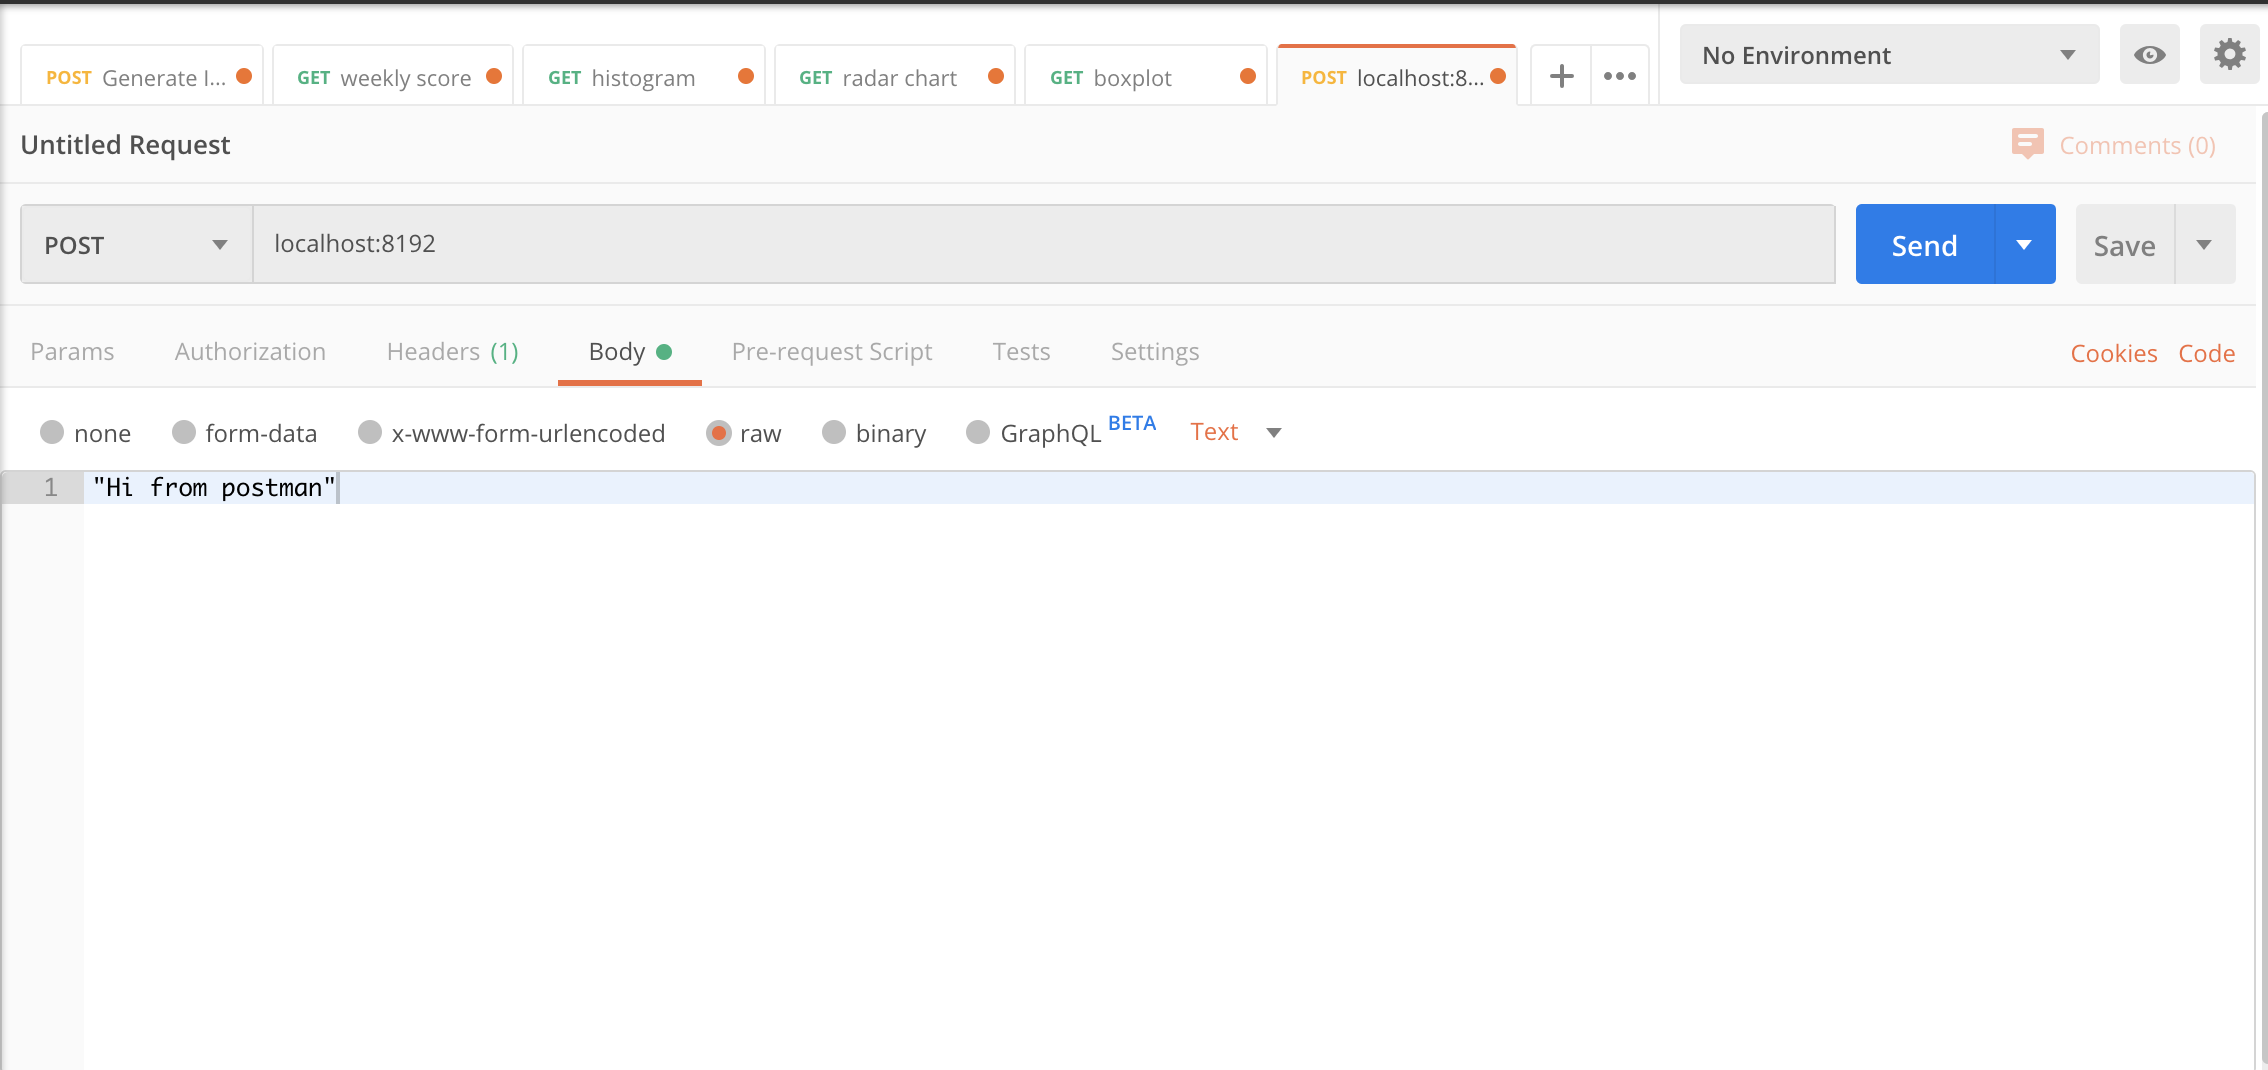 POST Generate I... GET weekly score GET histogram GET radar chart GET boxplot POST localhost:8... No Environment
Untitled Request Comments (0)
POST localhost:8192 Send Save
Params Authorization Headers (1) Body Pre-request Script Tests Settings Cookies Code
none form-data x-www-form-urlencoded raw binary GraphQL BETA Text
1 "Hi from postman"